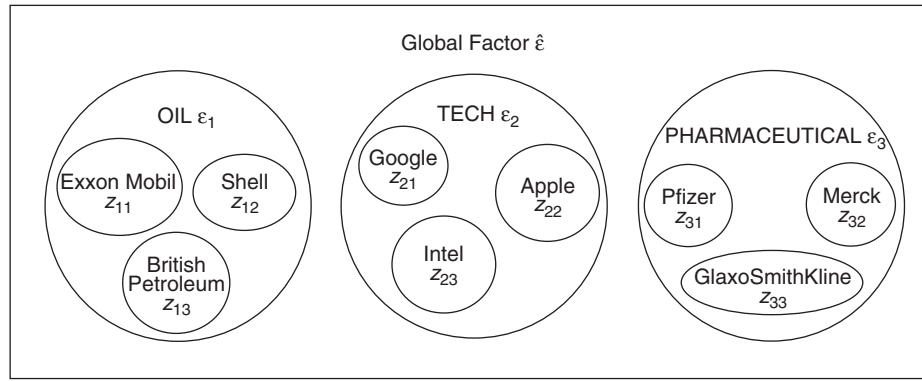 Global Factor ε̂
OIL ε₁
Exxon Mobil
z₁₁
Shell
z₁₂
British
Petroleum
z₁₃
TECH ε₂
Google
z₂₁
Apple
z₂₂
Intel
z₂₃
PHARMACEUTICAL ε₃
Pfizer
z₃₁
Merck
z₃₂
GlaxoSmithKline
z₃₃